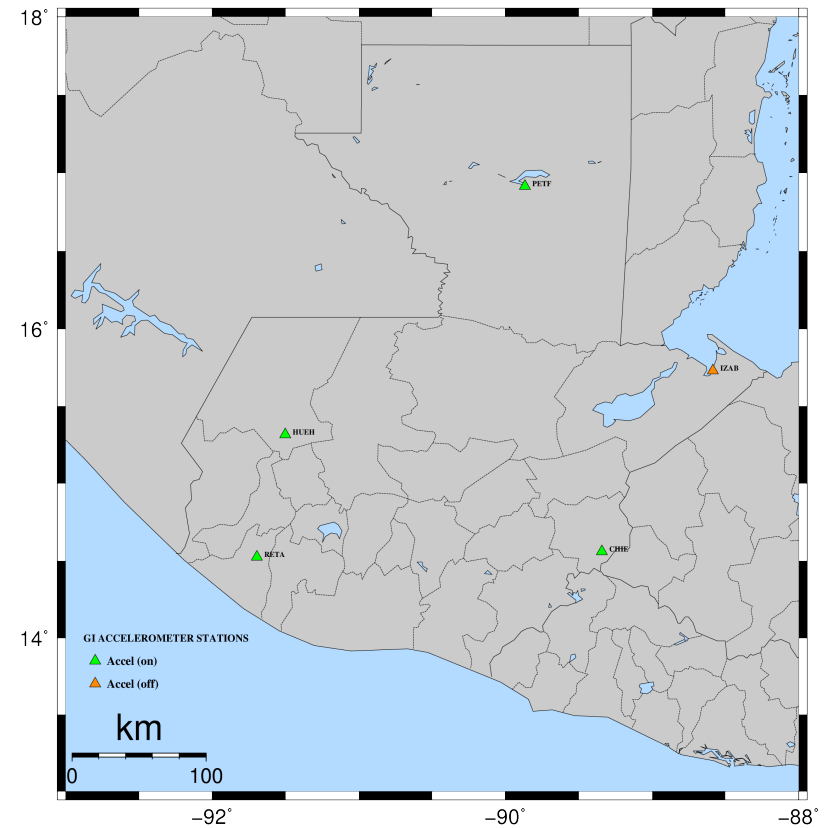 18°
PETF
16°
IZAB
HUEH
RETA
CHIE
14°
GI ACCELEROMETER STATIONS
Accel (on)
Accel (off)
km
0 100
−92° −90° −88°